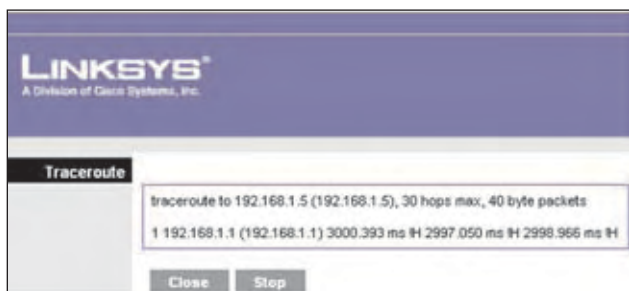 LINKSYS®
A Division of Cisco Systems, Inc.
Traceroute
traceroute to 192.168.1.5 (192.168.1.5), 30 hops max, 40 byte packets
1 192.168.1.1 (192.168.1.1) 3000.393 ms !H 2997.050 ms !H 2998.966 ms !H
Close
Stop